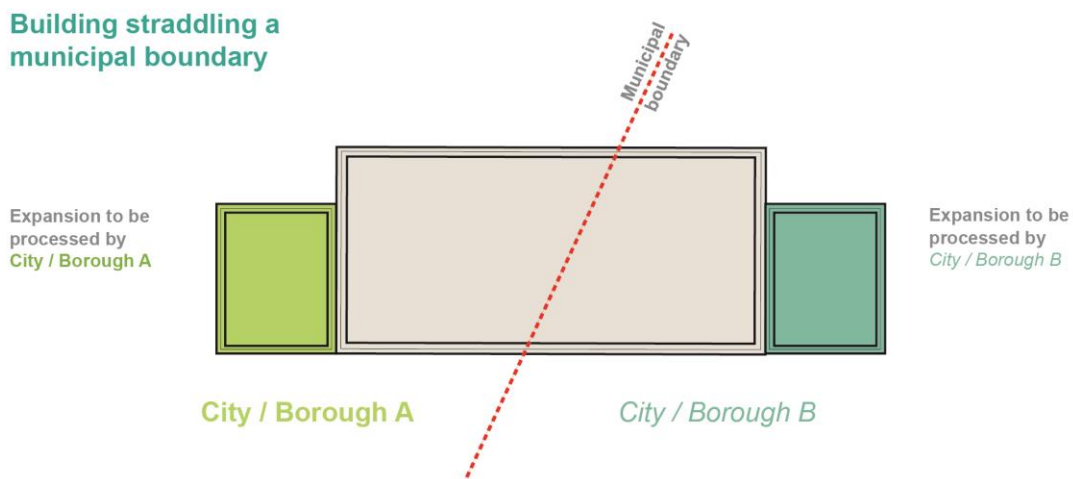 Building straddling a
municipal boundary
Municipal
boundary
Expansion to be
processed by
City / Borough A
Expansion to be
processed by
City / Borough B
City / Borough A
City / Borough B